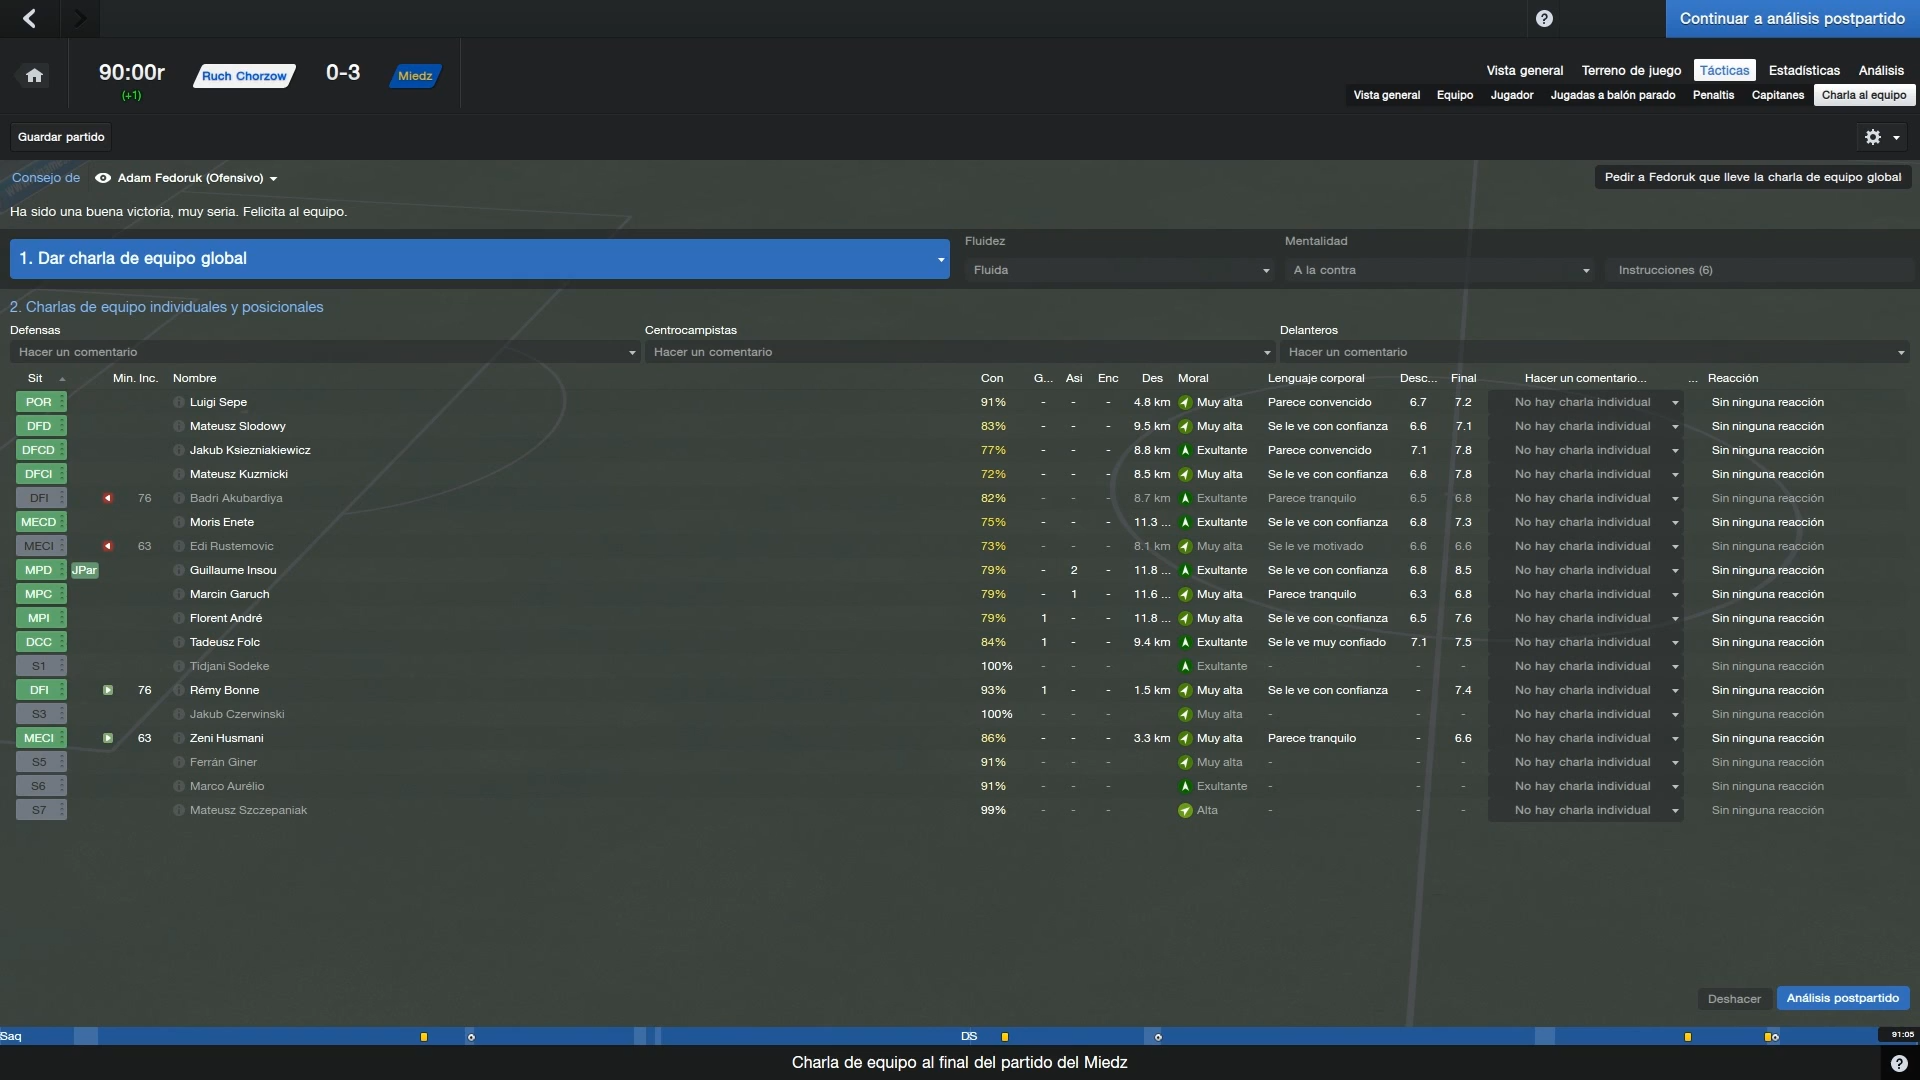 Continuar a análisis postpartido
90:00r Ruch Chorzow 0-3 Miedz
(+1)
Vista general Terreno de juego Tácticas Estadísticas Análisis
Vista general Equipo Jugador Jugadas a balón parado Penaltis Capitanes Charla al equipo
Guardar partido
Consejo de Adam Fedoruk (Ofensivo) Pedir a Fedoruk que lleve la charla de equipo global
Ha sido una buena victoria, muy seria. Felicita al equipo.
Fluidez Mentalidad
1. Dar charla de equipo global
Fluida A la contra Instrucciones (6)
2. Charlas de equipo individuales y posicionales
Defensas Centrocampistas Delanteros
Hacer un comentario Hacer un comentario Hacer un comentario
Sit Min. Inc. Nombre Con G... Asi Enc Des Moral Lenguaje corporal Desc... Final Hacer un comentario... ... Reacción
POR Luigi Sepe 91% - - - 4.8 km Muy alta Parece convencido 6.7 7.2 No hay charla individual Sin ninguna reacción
DFD Mateusz Slodowy 83% - - - 9.5 km Muy alta Se le ve con confianza 6.6 7.1 No hay charla individual Sin ninguna reacción
DFCD Jakub Ksiezniakiewicz 77% - - - 8.8 km Exultante Parece convencido 7.1 7.8 No hay charla individual Sin ninguna reacción
DFCI Mateusz Kuzmicki 72% - - - 8.5 km Muy alta Se le ve con confianza 6.8 7.8 No hay charla individual Sin ninguna reacción
DFI 76 Badri Akubardiya 82% - - - 8.7 km Exultante Parece tranquilo 6.5 6.8 No hay charla individual Sin ninguna reacción
MECD Moris Enete 75% - - - 11.3 ... Exultante Se le ve con confianza 6.8 7.3 No hay charla individual Sin ninguna reacción
MECI 63 Edi Rustemovic 73% - - - 8.1 km Muy alta Se le ve motivado 6.6 6.6 No hay charla individual Sin ninguna reacción
MPD JPar Guillaume Insou 79% - 2 - 11.8 ... Exultante Se le ve con confianza 6.8 8.5 No hay charla individual Sin ninguna reacción
MPC Marcin Garuch 79% - 1 - 11.6 ... Muy alta Parece tranquilo 6.3 6.8 No hay charla individual Sin ninguna reacción
MPI Florent André 79% 1 - - 11.8 ... Muy alta Se le ve con confianza 6.5 7.6 No hay charla individual Sin ninguna reacción
DCC Tadeusz Folc 84% 1 - - 9.4 km Exultante Se le ve muy confiado 7.1 7.5 No hay charla individual Sin ninguna reacción
S1 Tidjani Sodeke 100% - - - Exultante - - - No hay charla individual Sin ninguna reacción
DFI 76 Rémy Bonne 93% 1 - - 1.5 km Muy alta Se le ve con confianza - 7.4 No hay charla individual Sin ninguna reacción
S3 Jakub Czerwinski 100% - - - Muy alta - - - No hay charla individual Sin ninguna reacción
MECI 63 Zeni Husmani 86% - - - 3.3 km Muy alta Parece tranquilo - 6.6 No hay charla individual Sin ninguna reacción
S5 Ferrán Giner 91% - - - Muy alta - - - No hay charla individual Sin ninguna reacción
S6 Marco Aurélio 91% - - - Exultante - - - No hay charla individual Sin ninguna reacción
S7 Mateusz Szczepaniak 99% - - - Alta - - - No hay charla individual Sin ninguna reacción
Deshacer Análisis postpartido
Saq DS 91:05
Charla de equipo al final del partido del Miedz